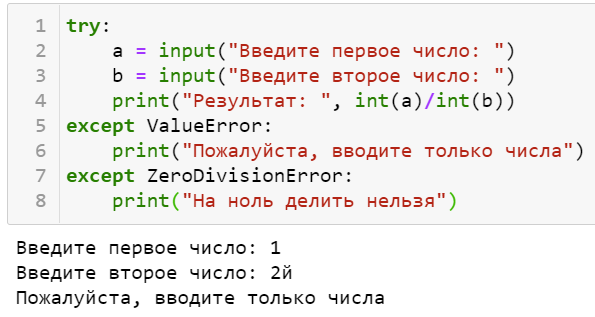 1 try:
2     a = input("Введите первое число: ")
3     b = input("Введите второе число: ")
4     print("Результат: ", int(a)/int(b))
5 except ValueError:
6     print("Пожалуйста, вводите только числа")
7 except ZeroDivisionError:
8     print("На ноль делить нельзя")
Введите первое число: 1
Введите второе число: 2й
Пожалуйста, вводите только числа